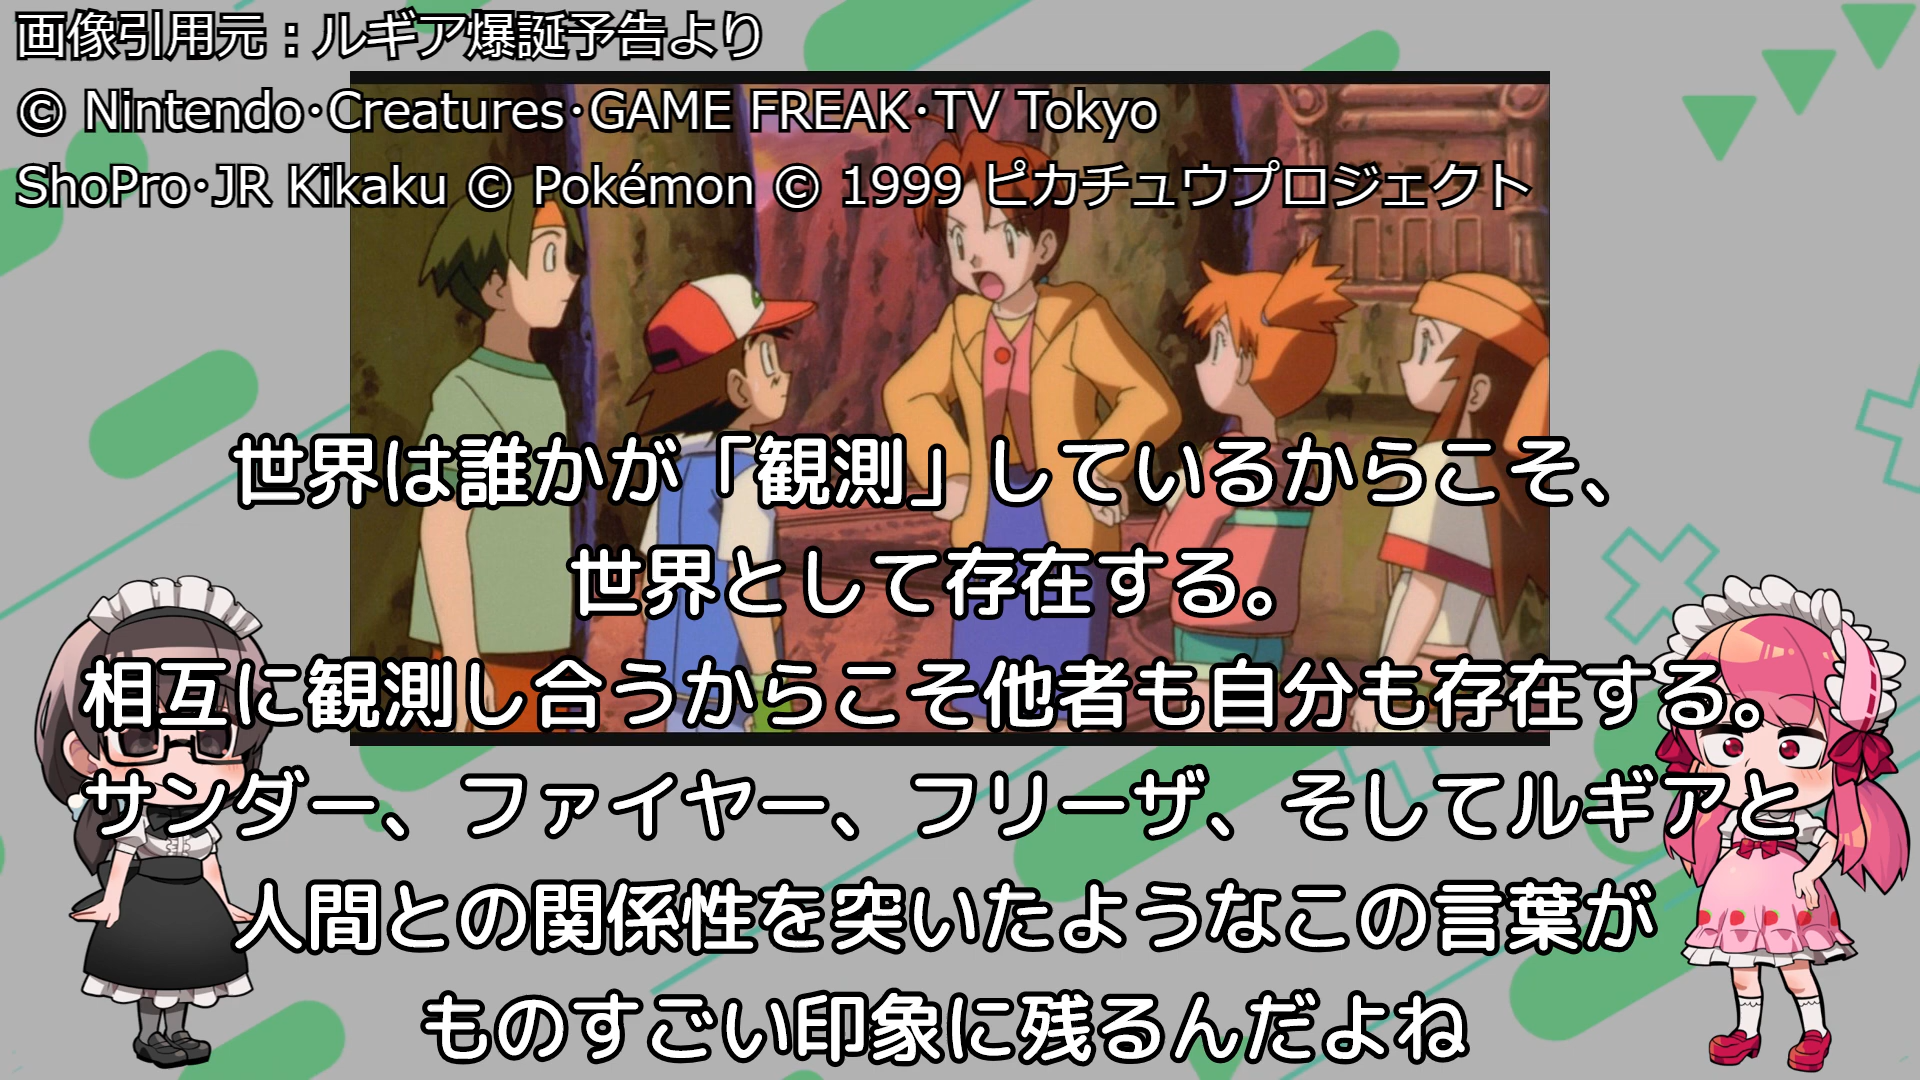 画像引用元：ルギア爆誕予告より
© Nintendo･Creatures･GAME FREAK･TV Tokyo
ShoPro･JR Kikaku © Pokémon © 1999 ピカチュウプロジェクト
世界は誰かが「観測」しているからこそ、
世界として存在する。
相互に観測し合うからこそ他者も自分も存在する。
サンダー、ファイヤー、フリーザ、そしてルギアと
人間との関係性を突いたようなこの言葉が
ものすごい印象に残るんだよね